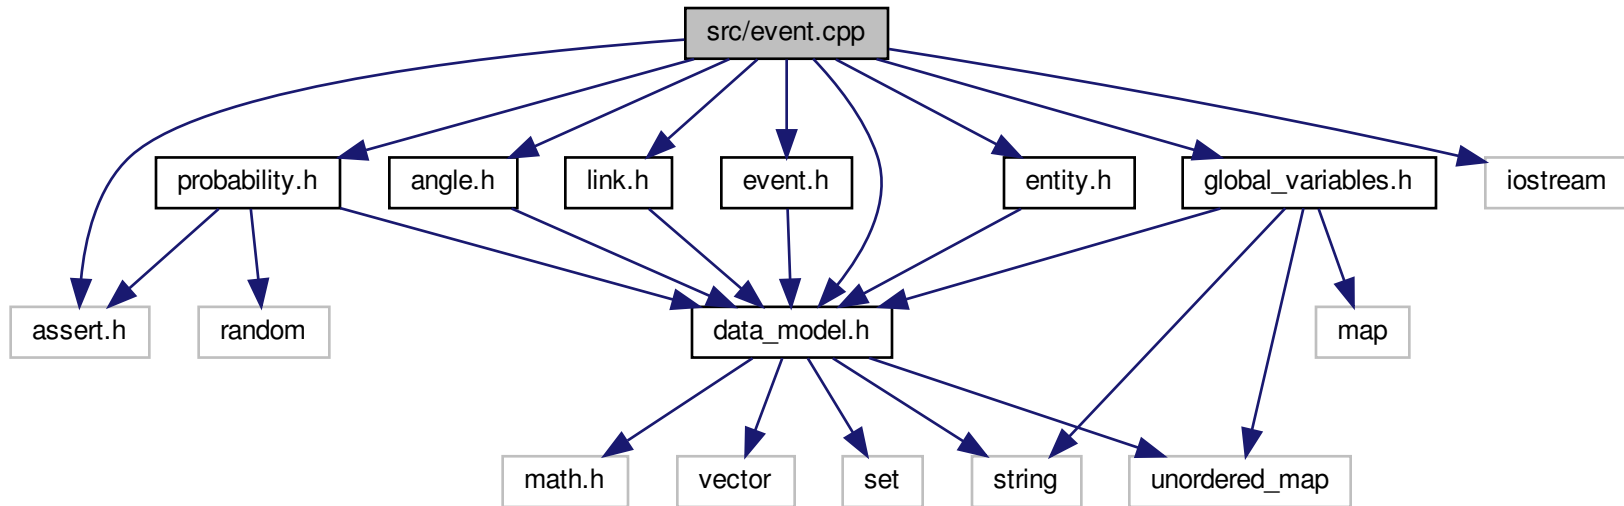 src/event.cpp
probability.h
angle.h
link.h
event.h
entity.h
global_variables.h
iostream
assert.h
random
data_model.h
map
math.h
vector
set
string
unordered_map